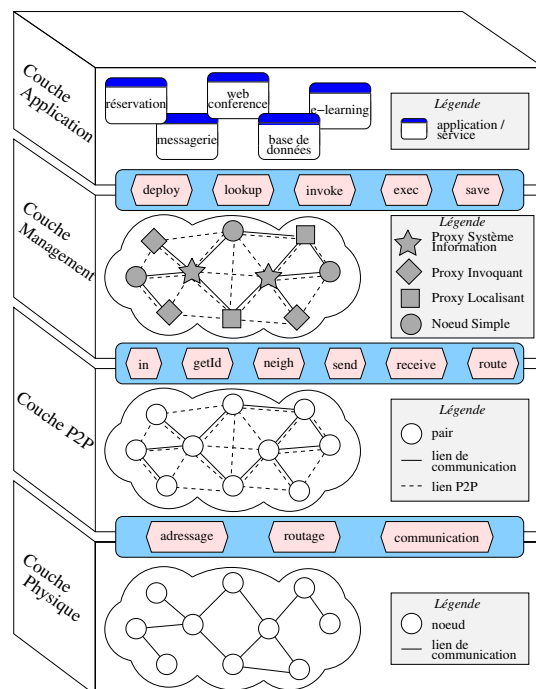 Couche
Application
réservation
web
conference
e-learning
messagerie
base de
données
Légende
application /
service
deploy
lookup
invoke
exec
save
Couche
Management
Légende
Proxy Système
Information
Proxy Invoquant
Proxy Localisant
Noeud Simple
in
getId
neigh
send
receive
route
Couche P2P
Légende
pair
lien de
communication
lien P2P
adressage
routage
communication
Couche
Physique
Légende
noeud
lien de
communication